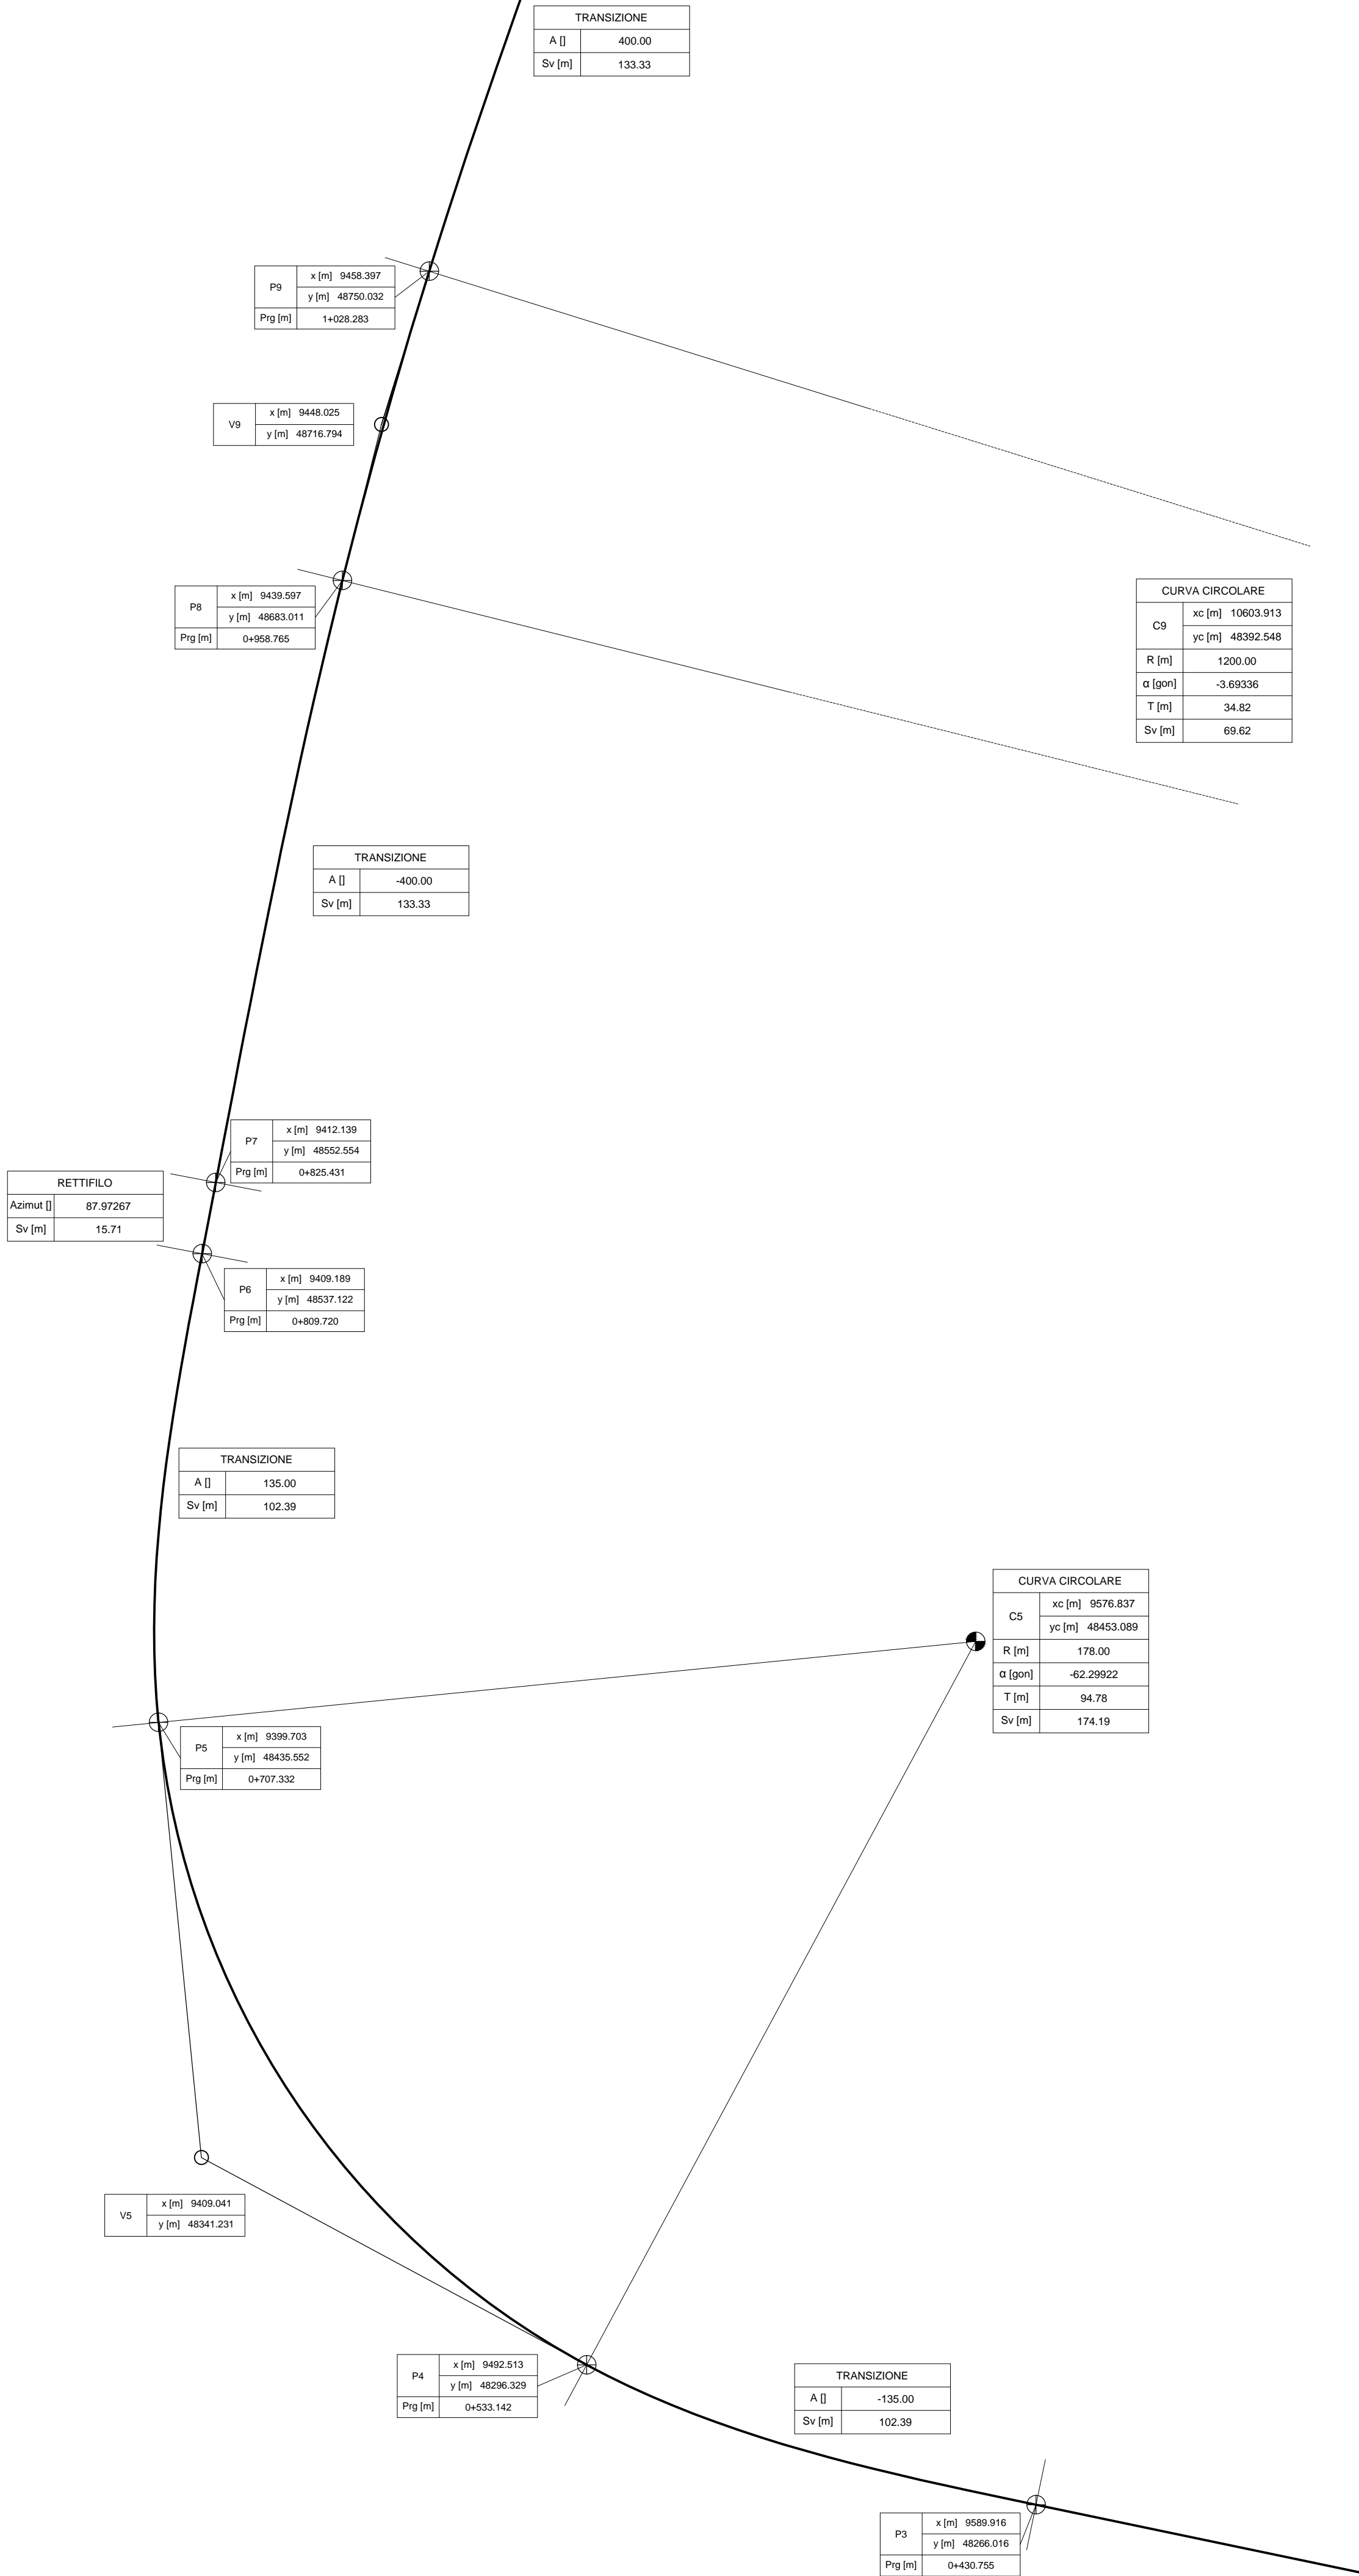 TRANSIZIONE
A [] 400.00
Sv [m] 133.33
P9
x [m] 9458.397
y [m] 48750.032
Prg [m] 1+028.283
V9
x [m] 9448.025
y [m] 48716.794
P8
x [m] 9439.597
y [m] 48683.011
Prg [m] 0+958.765
CURVA CIRCOLARE
C9
xc [m] 10603.913
yc [m] 48392.548
R [m] 1200.00
α [gon] -3.69336
T [m] 34.82
Sv [m] 69.62
TRANSIZIONE
A [] -400.00
Sv [m] 133.33
P7
x [m] 9412.139
y [m] 48552.554
Prg [m] 0+825.431
RETTIFILO
Azimut [] 87.97267
Sv [m] 15.71
P6
x [m] 9409.189
y [m] 48537.122
Prg [m] 0+809.720
TRANSIZIONE
A [] 135.00
Sv [m] 102.39
CURVA CIRCOLARE
C5
xc [m] 9576.837
yc [m] 48453.089
R [m] 178.00
α [gon] -62.29922
T [m] 94.78
Sv [m] 174.19
P5
x [m] 9399.703
y [m] 48435.552
Prg [m] 0+707.332
V5
x [m] 9409.041
y [m] 48341.231
P4
x [m] 9492.513
y [m] 48296.329
Prg [m] 0+533.142
TRANSIZIONE
A [] -135.00
Sv [m] 102.39
P3
x [m] 9589.916
y [m] 48266.016
Prg [m] 0+430.755